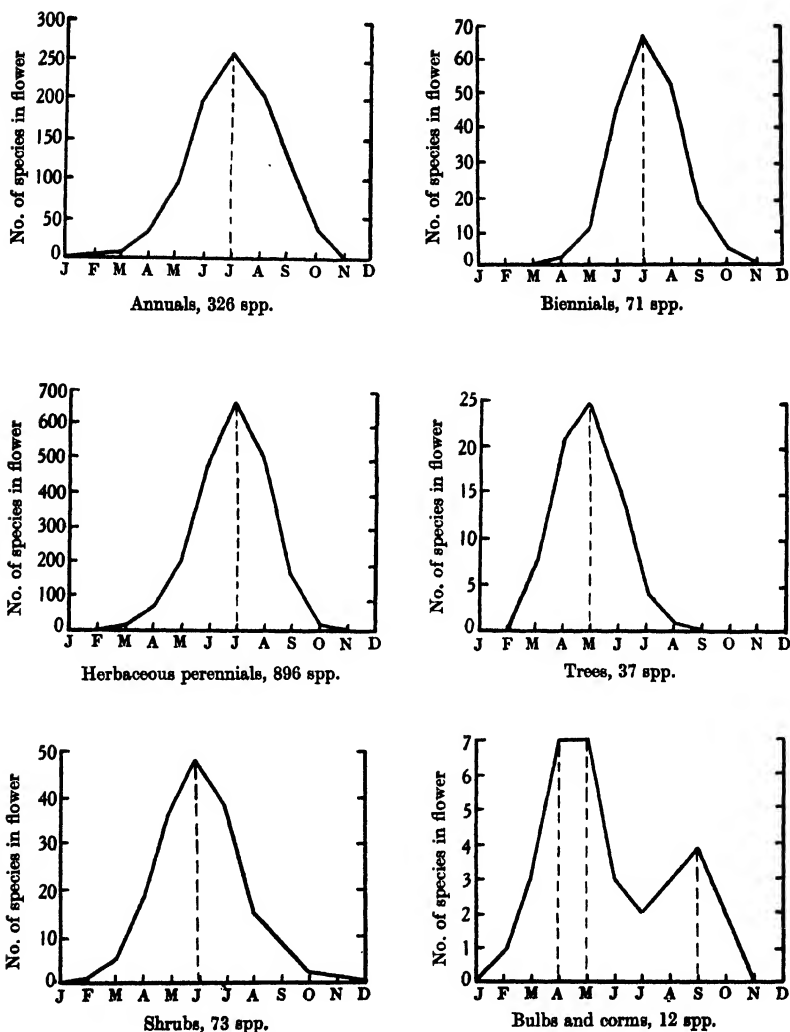 No. of species in flower
300
250
200
150
100
50
0
J F M A M J J A S O N D
Annuals, 326 spp.
No. of species in flower
70
60
50
40
30
20
10
0
J F M A M J J A S O N D
Biennials, 71 spp.
No. of species in flower
700
600
500
400
300
200
100
0
J F M A M J J A S O N D
Herbaceous perennials, 896 spp.
No. of species in flower
25
20
15
10
5
0
J F M A M J J A S O N D
Trees, 37 spp.
No. of species in flower
50
40
30
20
10
0
J F M A M J J A S O N D
Shrubs, 73 spp.
No. of species in flower
7
6
5
4
3
2
1
0
J F M A M J J A S O N D
Bulbs and corms, 12 spp.